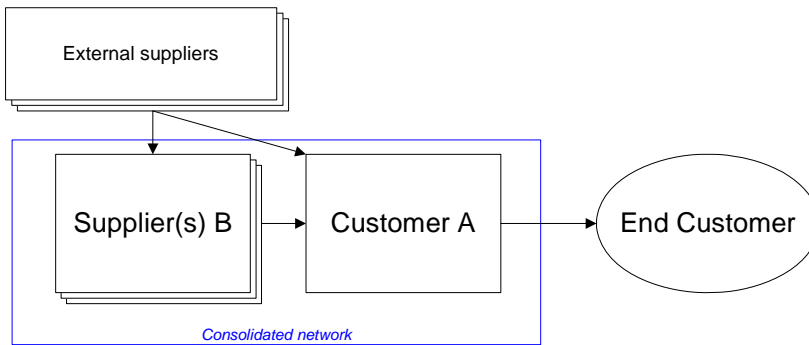 External suppliers
Supplier(s) B
Customer A
End Customer
Consolidated network